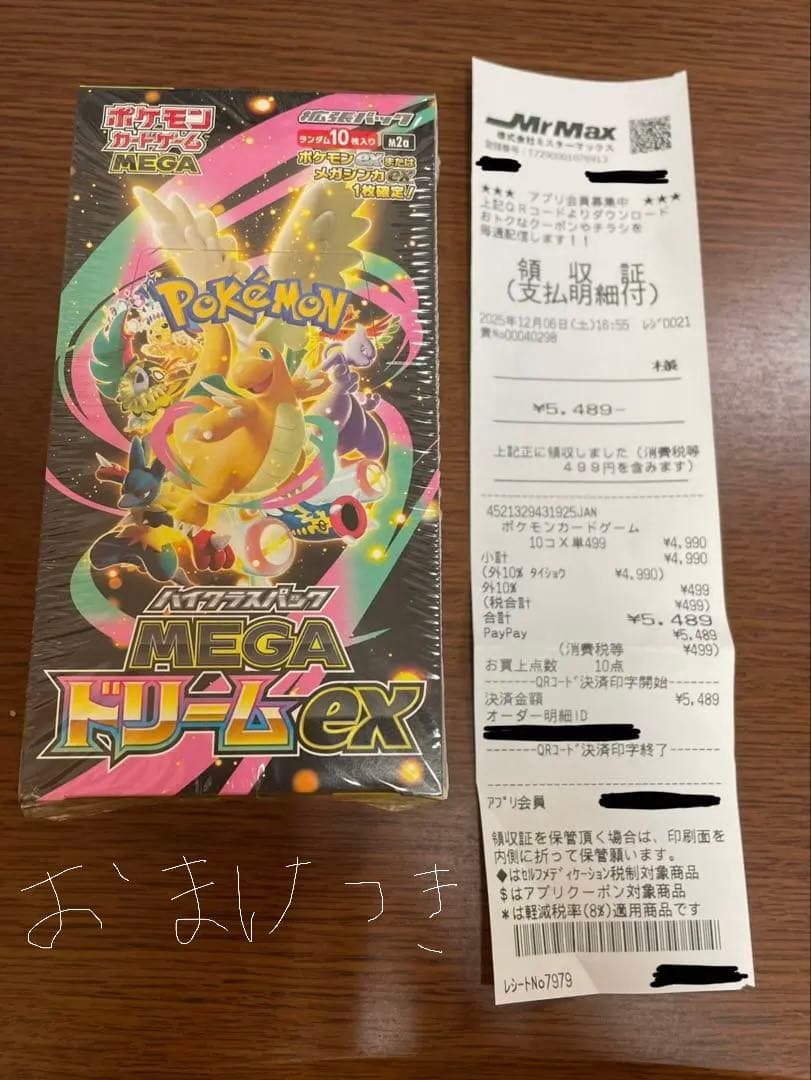 ポケモン
カードゲーム
MEGA
拡張パック
ランダム10枚入り M2a
ポケモンexまたは
メガシンカex
1枚確定!
POKéMON
ハイクラスパック
MEGA
ドリームex
おまけつき
MrMax
株式会社ミスターマックス
登録番号:T7290001076913
★★★ アプリ会員募集中 ★★★
上記QRコードよりダウンロード
おトクなクーポンやチラシを
毎週配信します!!
領収証
(支払明細付)
2025年12月06日(土)16:55 レジ0021
責No00040298
様
¥5,489-
上記正に領収しました(消費税等
499円を含みます)
4521329431925JAN
ポケモンカードゲーム
10コX単499 ¥4,990
小計 ¥4,990
(外10% タイショウ ¥4,990)
外10% ¥499
(税合計 ¥499)
合計 ¥5,489
PayPay ¥5,489
(消費税等 ¥499)
お買上点数 10点
------QRコード決済印字開始------
決済金額 ¥5,489
オーダー明細ID
------QRコード決済印字終了------
アプリ会員
領収証を保管頂く場合は、印刷面を
内側に折って保管願います。
◆はセルフメディケーション税制対象商品
$はアプリクーポン対象商品
*は軽減税率(8%)適用商品です
レシートNo7979